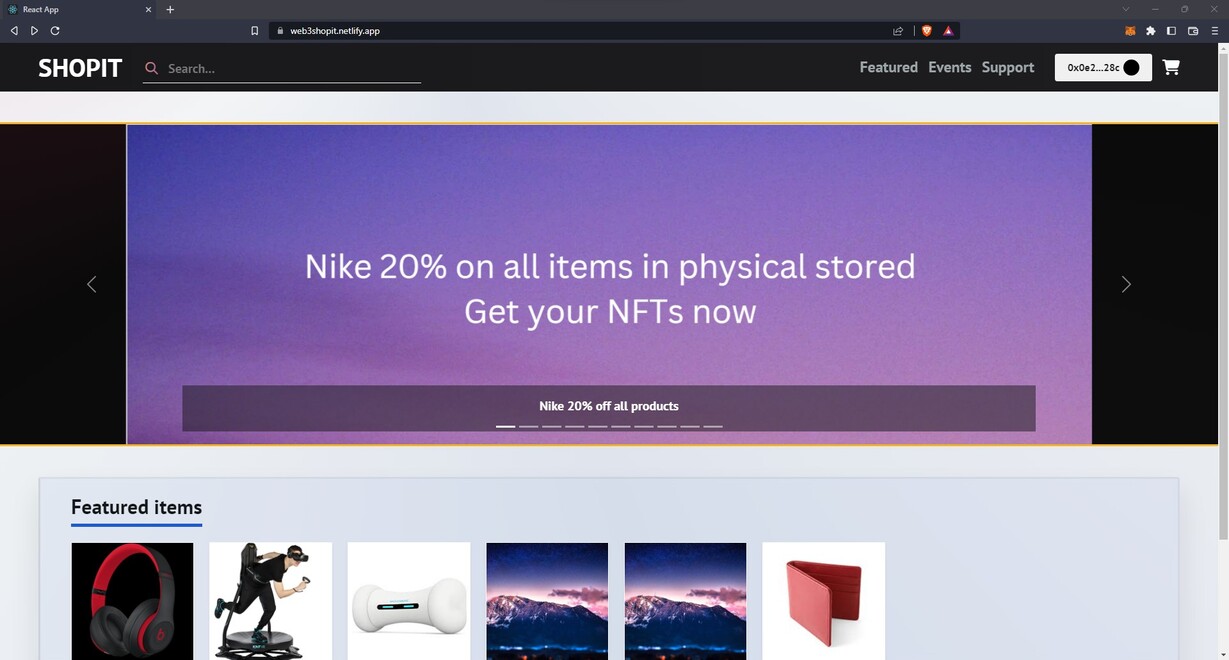 React App
web3shopit.netlify.app
SHOPIT
Search...
Featured Events Support
0x0e2...28c
Nike 20% on all items in physical stored
Get your NFTs now
Nike 20% off all products
Featured items